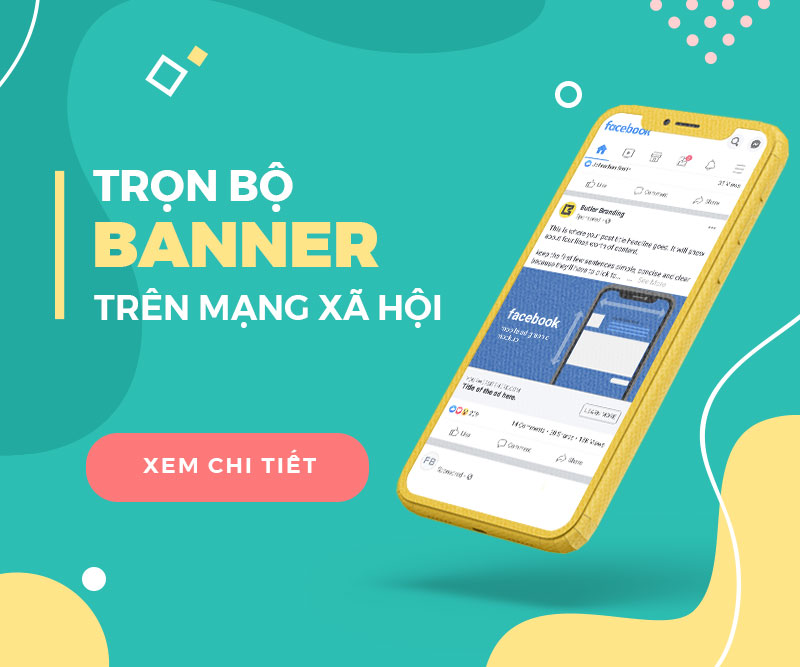 TRỌN BỘ
BANNER
TRÊN MẠNG XÃ HỘI
XEM CHI TIẾT
facebook
Like
Comment
Share
Butler Branding
Sponsored
This is where your post title headline goes. It will show
about four lines worth of content.
Keep the first few sentences simple, concise and clear
because they'll have to click to... See More
facebook
Title of the ad here.
LEARN MORE
Like
Comment
Share
FB
Sponsored